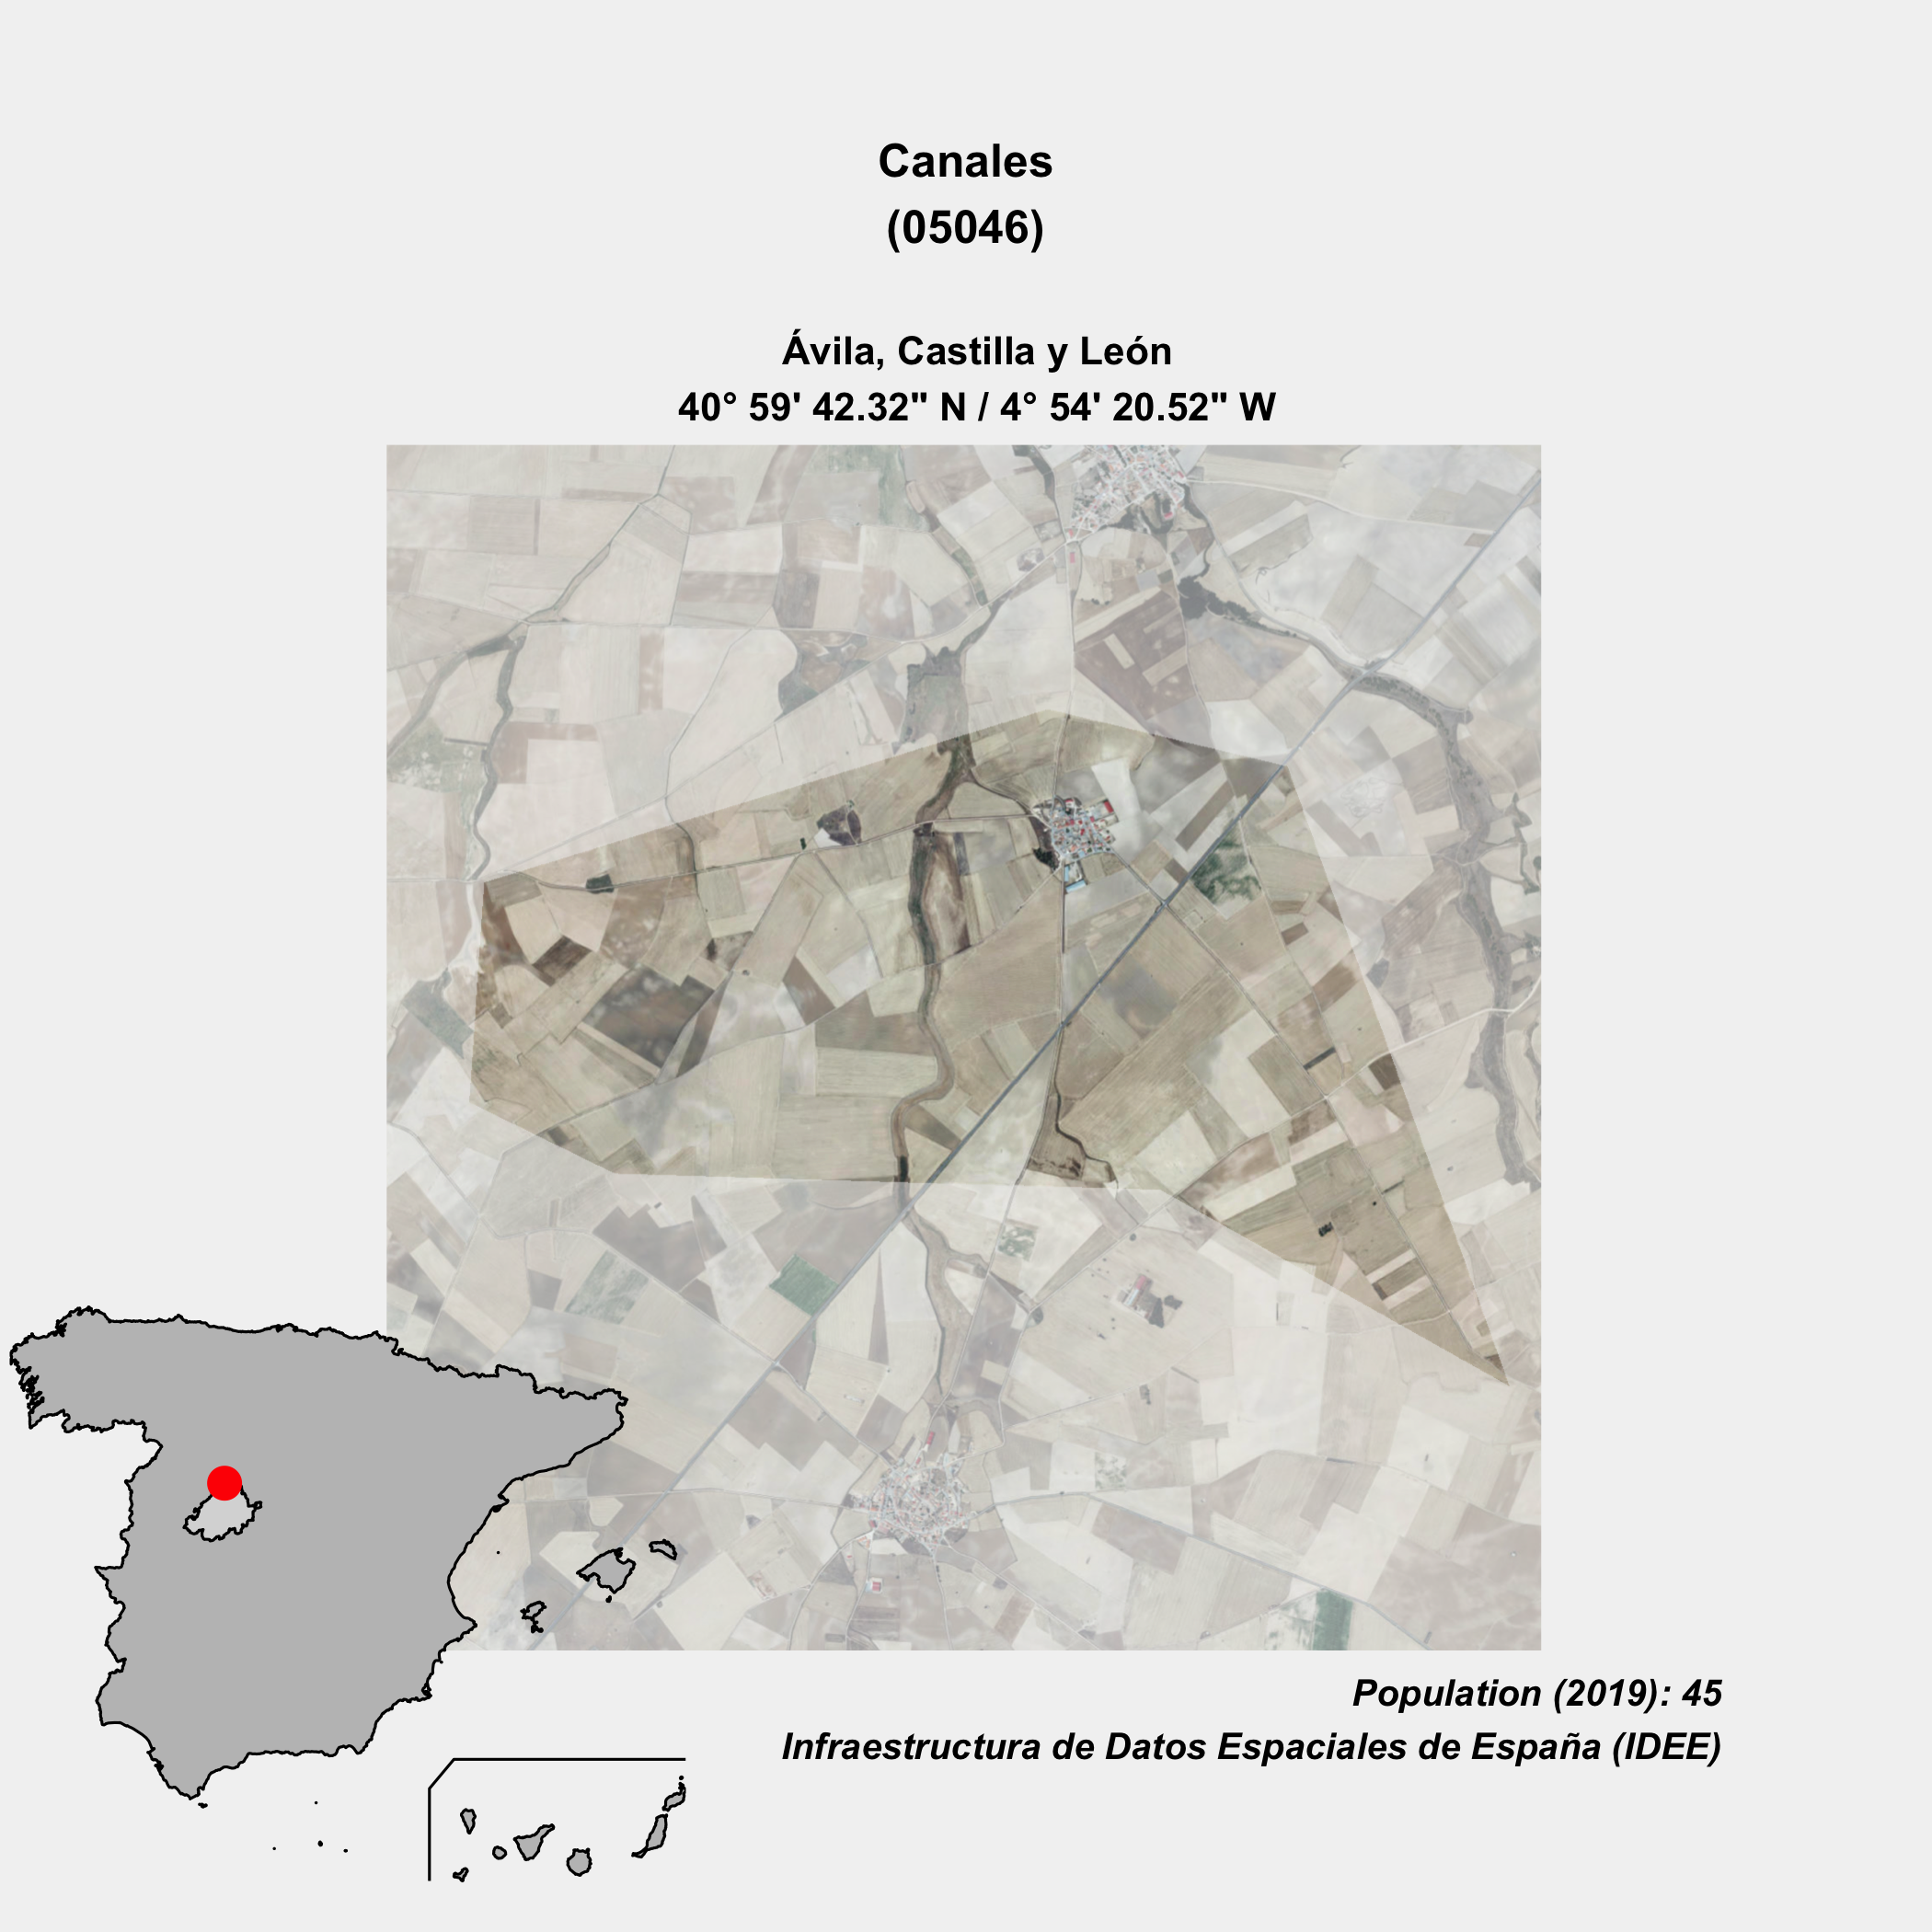 Canales
(05046)
Ávila, Castilla y León
40° 59' 42.32" N / 4° 54' 20.52" W
Population (2019): 45
Infraestructura de Datos Espaciales de España (IDEE)